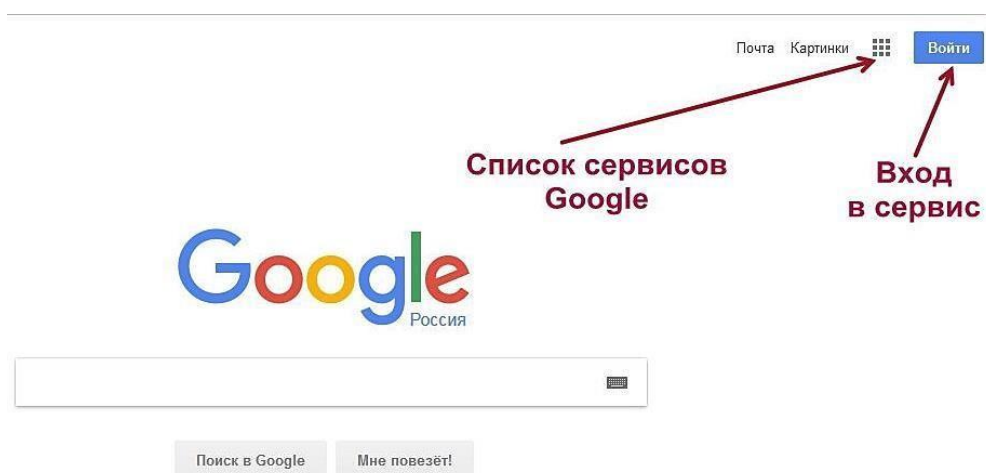 Почта Картинки Войти
Список сервисов
Google
Вход
в сервис
Google
Россия
Поиск в Google Мне повезёт!